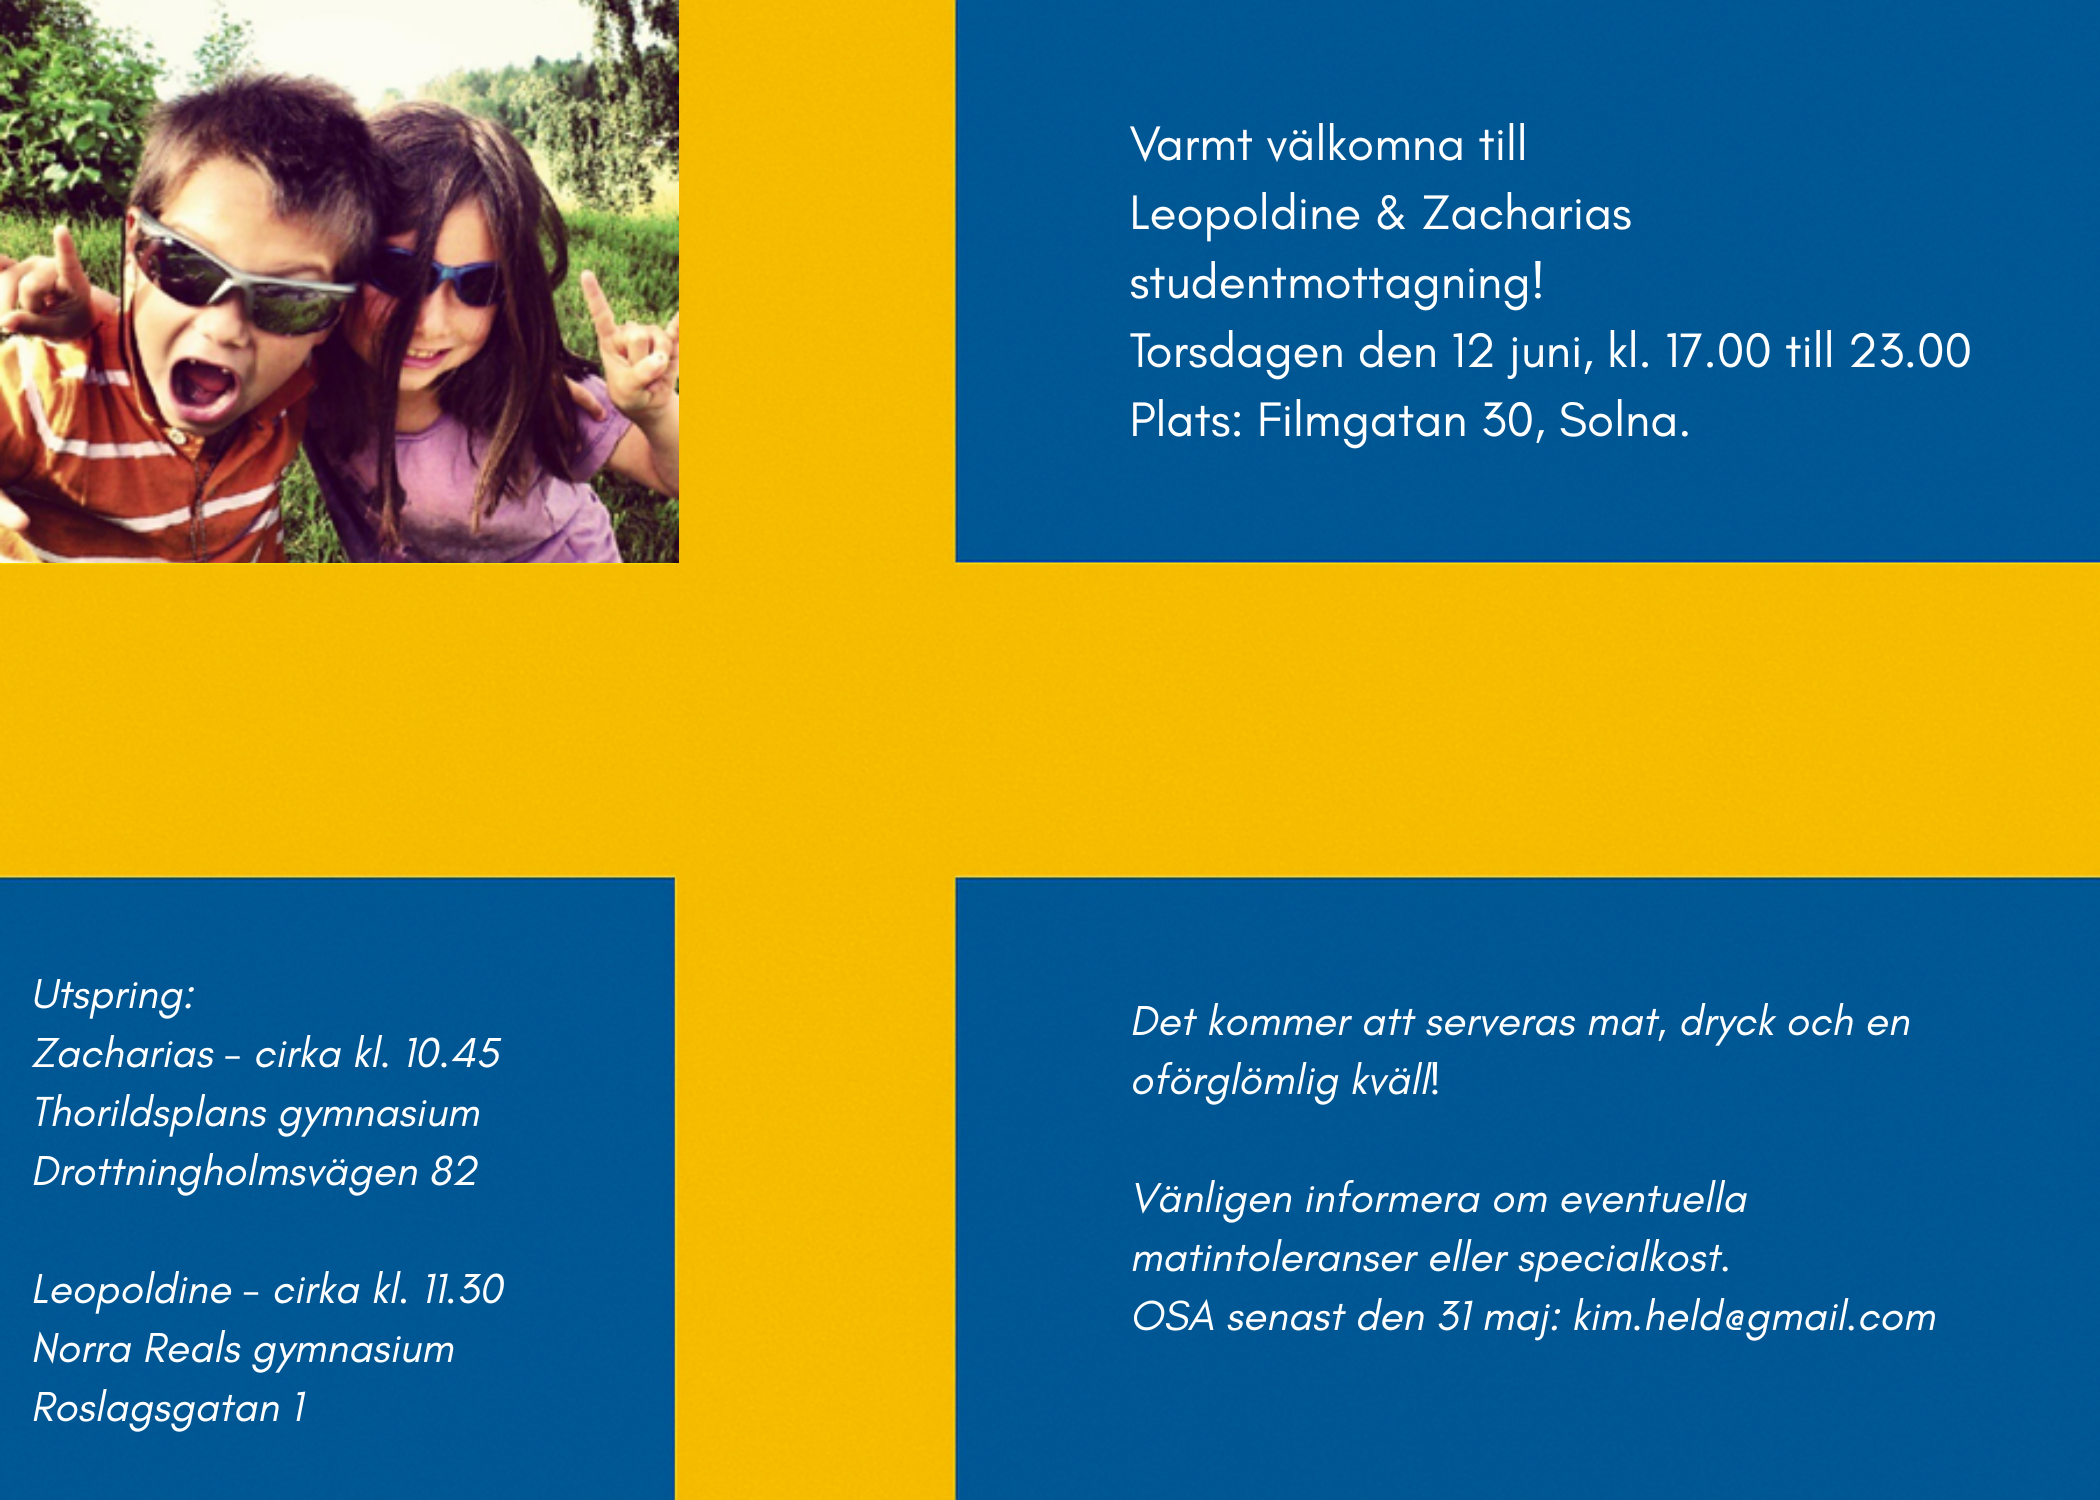 Varmt välkomna till
Leopoldine & Zacharias
studentmottagning!
Torsdagen den 12 juni, kl. 17.00 till 23.00
Plats: Filmgatan 30, Solna.
Utspring:
Zacharias - cirka kl. 10.45
Thorildsplans gymnasium
Drottningholmsvägen 82
Leopoldine - cirka kl. 11.30
Norra Reals gymnasium
Roslagsgatan 1
Det kommer att serveras mat, dryck och en
oförglömlig kväll!
Vänligen informera om eventuella
matintoleranser eller specialkost.
OSA senast den 31 maj: kim.held@gmail.com